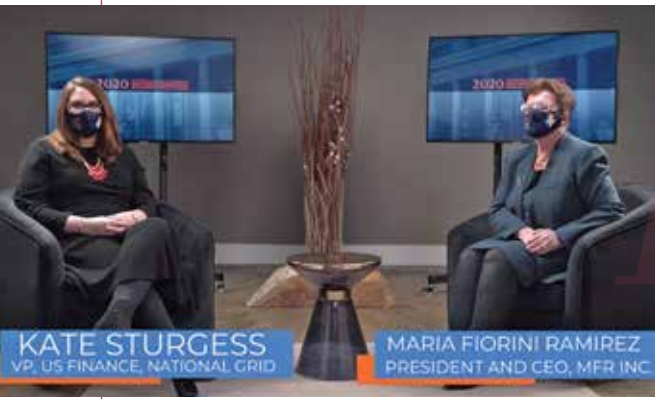 2020
2020
KATE STURGESS
VP, US FINANCE, NATIONAL GRID
MARIA FIORINI RAMIREZ
PRESIDENT AND CEO, MFR INC.